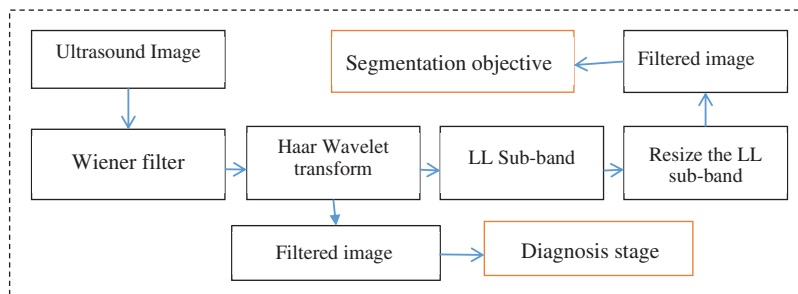 Ultrasound Image
Segmentation objective
Filtered image
Wiener filter
Haar Wavelet
transform
LL Sub-band
Resize the LL
sub-band
Filtered image
Diagnosis stage